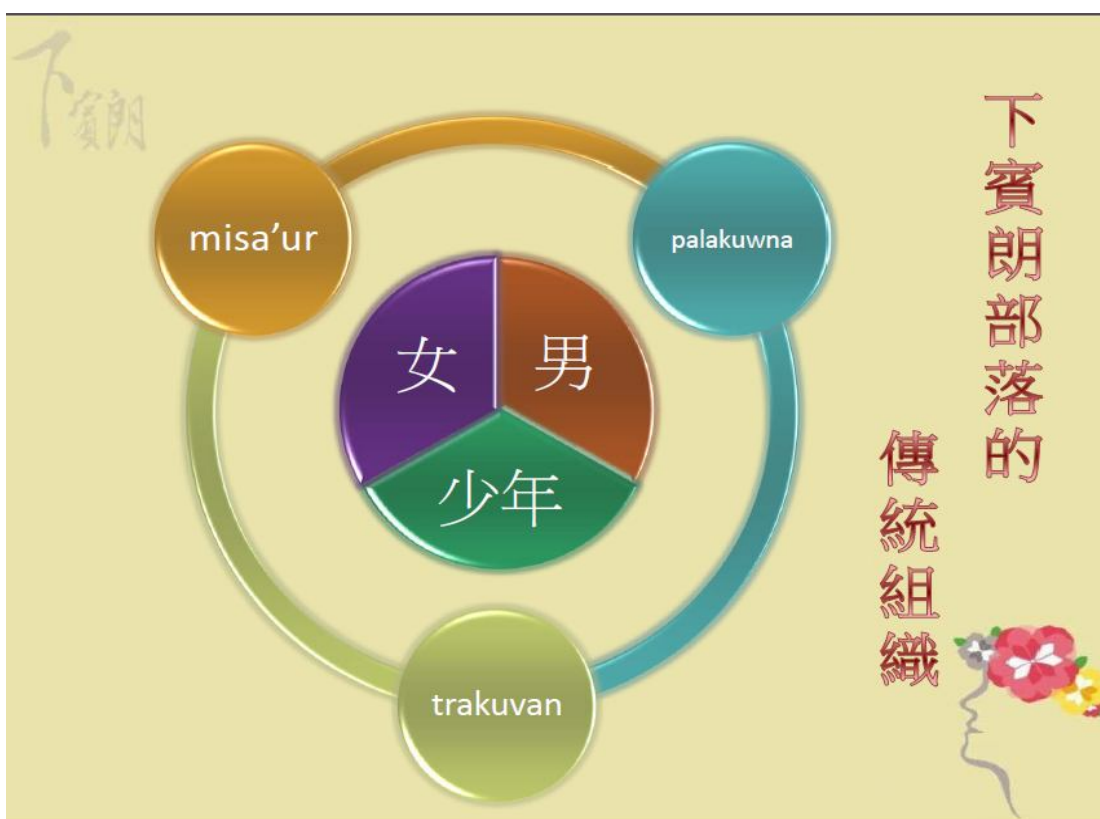 下賓朗
下賓朗部落的
傳統組織
misa’ur
palakuwna
女
男
少年
trakuvan